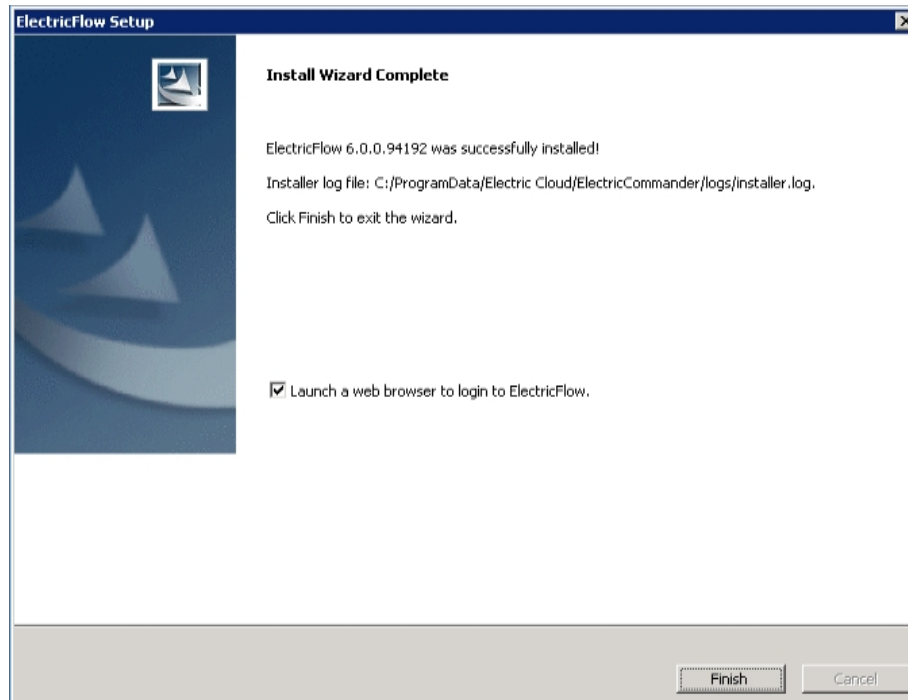 ElectricFlow Setup
Install Wizard Complete
ElectricFlow 6.0.0.94192 was successfully installed!
Installer log file: C:/ProgramData/Electric Cloud/ElectricCommander/logs/installer.log.
Click Finish to exit the wizard.
Launch a web browser to login to ElectricFlow.
Finish
Cancel